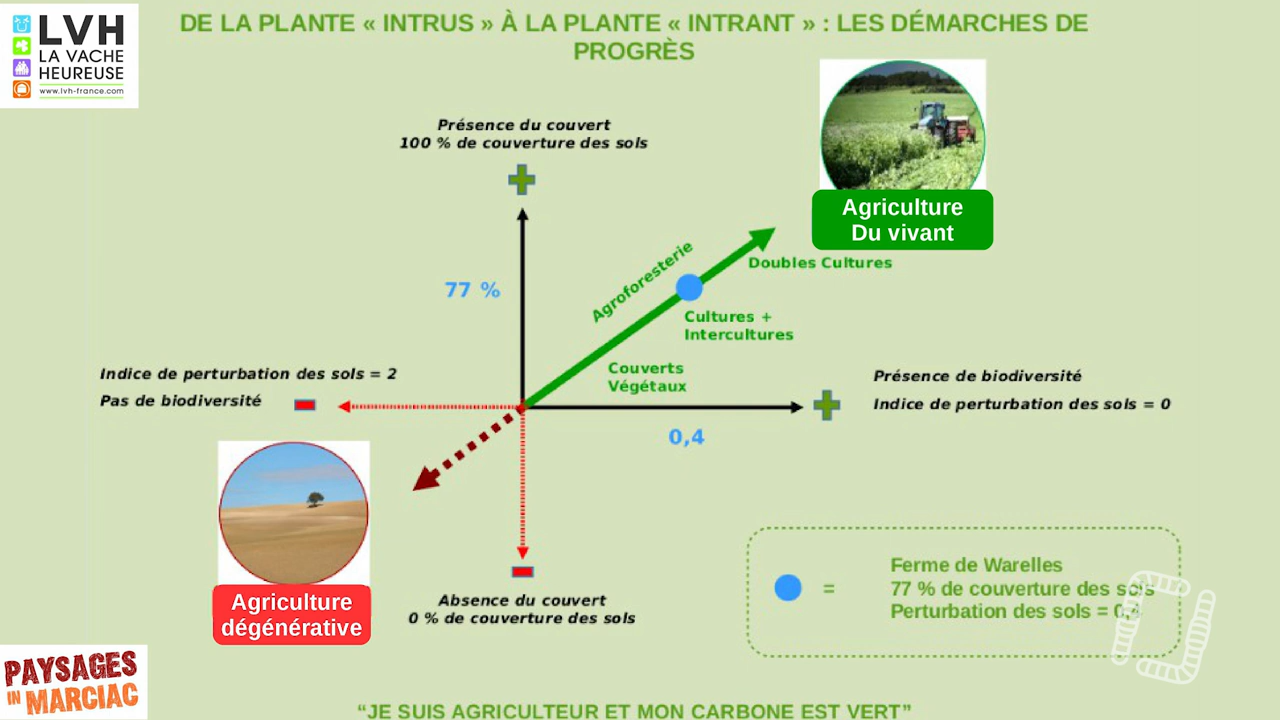 LVH
LA VACHE
HEUREUSE
www.lvh-france.com
DE LA PLANTE « INTRUS » À LA PLANTE « INTRANT » : LES DÉMARCHES DE
PROGRÈS
Présence du couvert
100 % de couverture des sols
Agriculture
Du vivant
Agroforesterie
Doubles Cultures
77 %
Cultures +
Intercultures
Couverts
Végétaux
Indice de perturbation des sols = 2
Pas de biodiversité
Présence de biodiversité
Indice de perturbation des sols = 0
0,4
Agriculture
dégénérative
Absence du couvert
0 % de couverture des sols
Ferme de Warelles
=
77 % de couverture des sols
Perturbation des sols = 0,4
PAYSAGES
IN MARCIAC
“JE SUIS AGRICULTEUR ET MON CARBONE EST VERT”